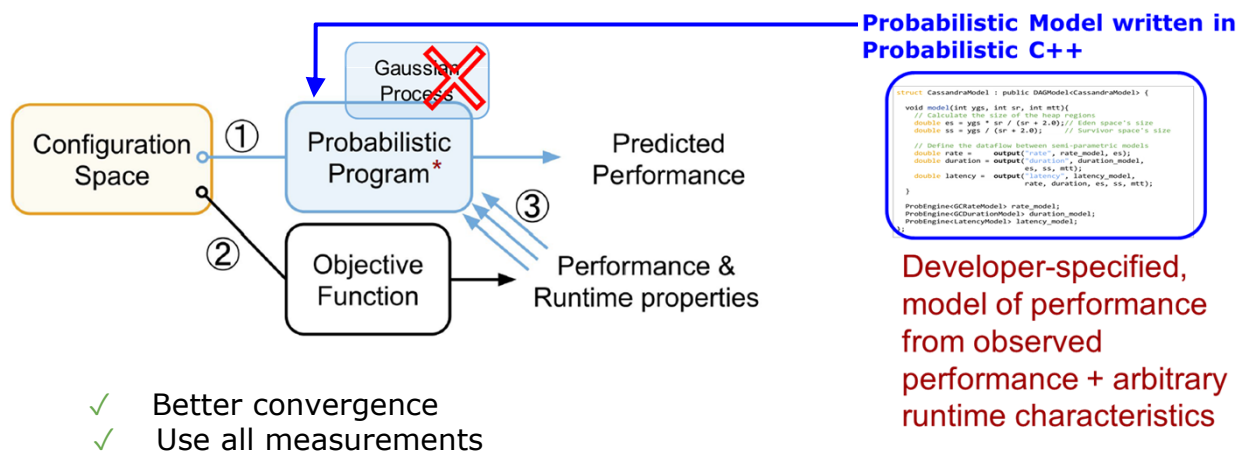 Probabilistic Model written in
Probabilistic C++
Gaussian
Process
Configuration
Space
①
Probabilistic
Program*
Predicted
Performance
②
③
Objective
Function
Performance &
Runtime properties
struct CassandraModel : public DAGModel<CassandraModel> {
void model(int ygs, int sr, int mtt){
// Calculate the size of the heap regions
double es = ygs * sr / (sr + 2.0);// Eden space's size
double ss = ygs / (sr + 2.0);   // Survivor space's size
// Define the dataflow between semi-parametric models
double rate =     output("rate", rate_model, es);
double duration = output("duration", duration_model,
es, ss, mtt);
double latency =  output("latency", latency_model,
rate, duration, es, ss, mtt);
}
ProbEngine<GCRateModel> rate_model;
ProbEngine<GCDurationModel> duration_model;
ProbEngine<LatencyModel> latency_model;
};
Developer-specified,
model of performance
from observed
performance + arbitrary
runtime characteristics
✓ Better convergence
✓ Use all measurements